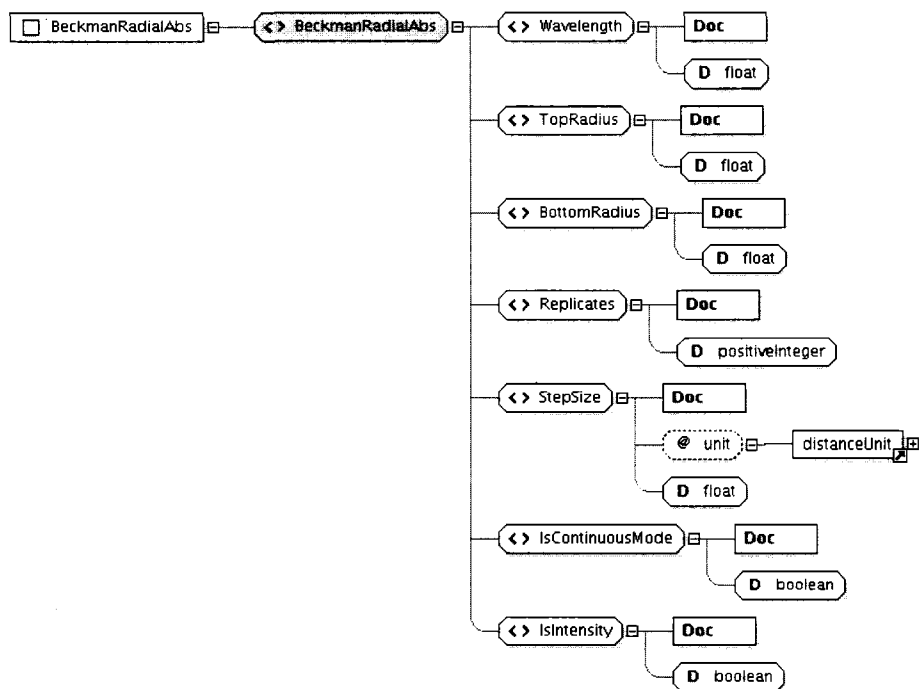 BeckmanRadialAbs
<> BeckmanRadialAbs
<> Wavelength
Doc
D float
<> TopRadius
Doc
D float
<> BottomRadius
Doc
D float
<> Replicates
Doc
D positiveInteger
<> StepSize
Doc
@ unit
distanceUnit
D float
<> IsContinuousMode
Doc
D boolean
<> IsIntensity
Doc
D boolean